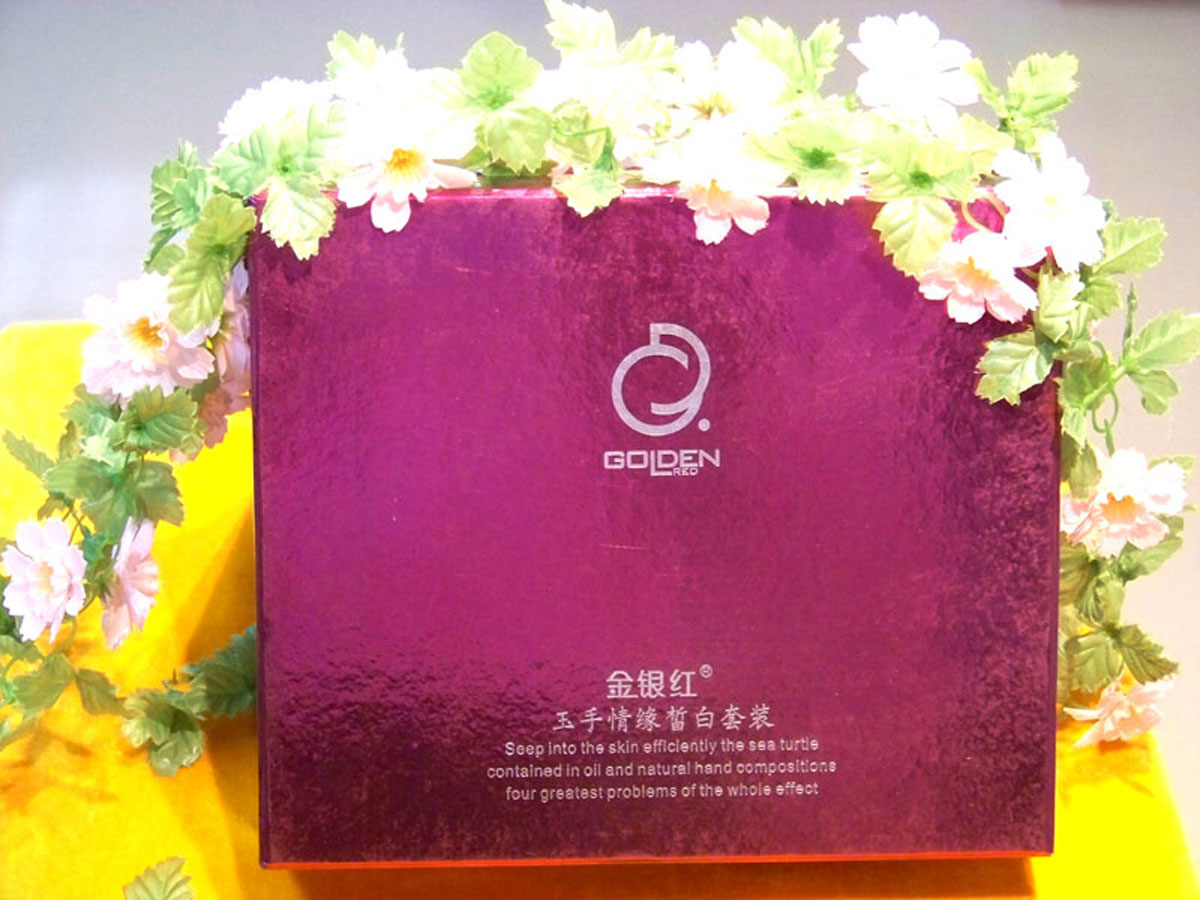 GOLDEN
RED
金银红®
玉手情缘皙白套装
Seep into the skin efficiently the sea turtle
contained in oil and natural hand compositions
four greatest problems of the whole effect